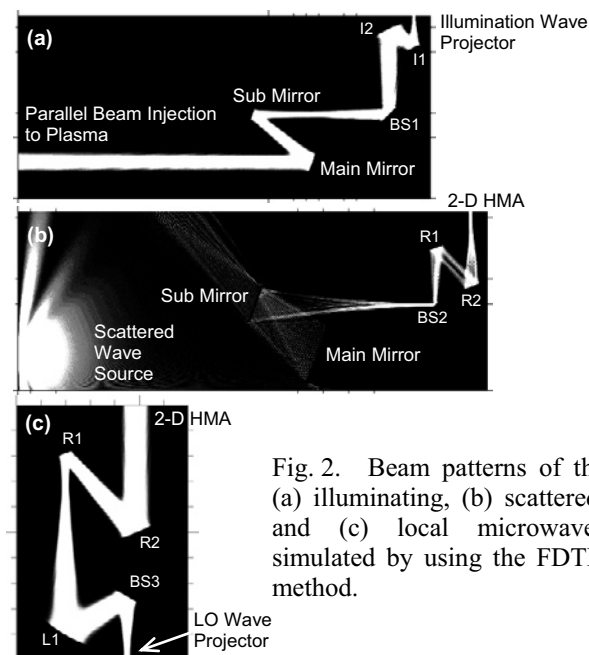 (a)
I2
Illumination Wave
Projector
I1
Sub Mirror
BS1
Parallel Beam Injection
to Plasma
Main Mirror
2-D HMA
(b)
R1
Sub Mirror
R2
BS2
Scattered
Wave
Source
Main Mirror
(c)
2-D HMA
R1
R2
BS3
L1
LO Wave
Projector
Fig. 2. Beam patterns of th
(a) illuminating, (b) scattered
and (c) local microwave
simulated by using the FDTD
method.